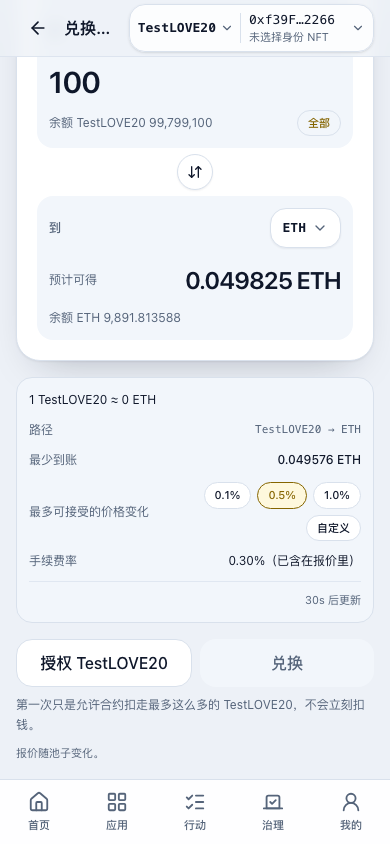 兑换...
TestLOVE20
0xf39F…2266
未选择身份 NFT
100
余额 TestLOVE20 99,799,100
全部
到
ETH
预计可得
0.049825 ETH
余额 ETH 9,891.813588
1 TestLOVE20 ≈ 0 ETH
路径
TestLOVE20 → ETH
最少到账
0.049576 ETH
最多可接受的价格变化
0.1%
0.5%
1.0%
自定义
手续费率
0.30%（已含在报价里）
30s 后更新
授权 TestLOVE20
兑换
第一次只是允许合约扣走最多这么多的 TestLOVE20，不会立刻扣
钱。
报价随池子变化。
首页
应用
行动
治理
我的